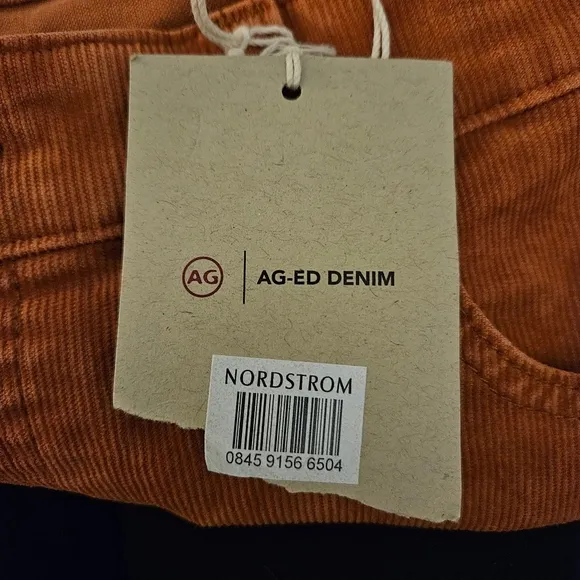 AG | AG-ED DENIM
NORDSTROM
0845 9156 6504